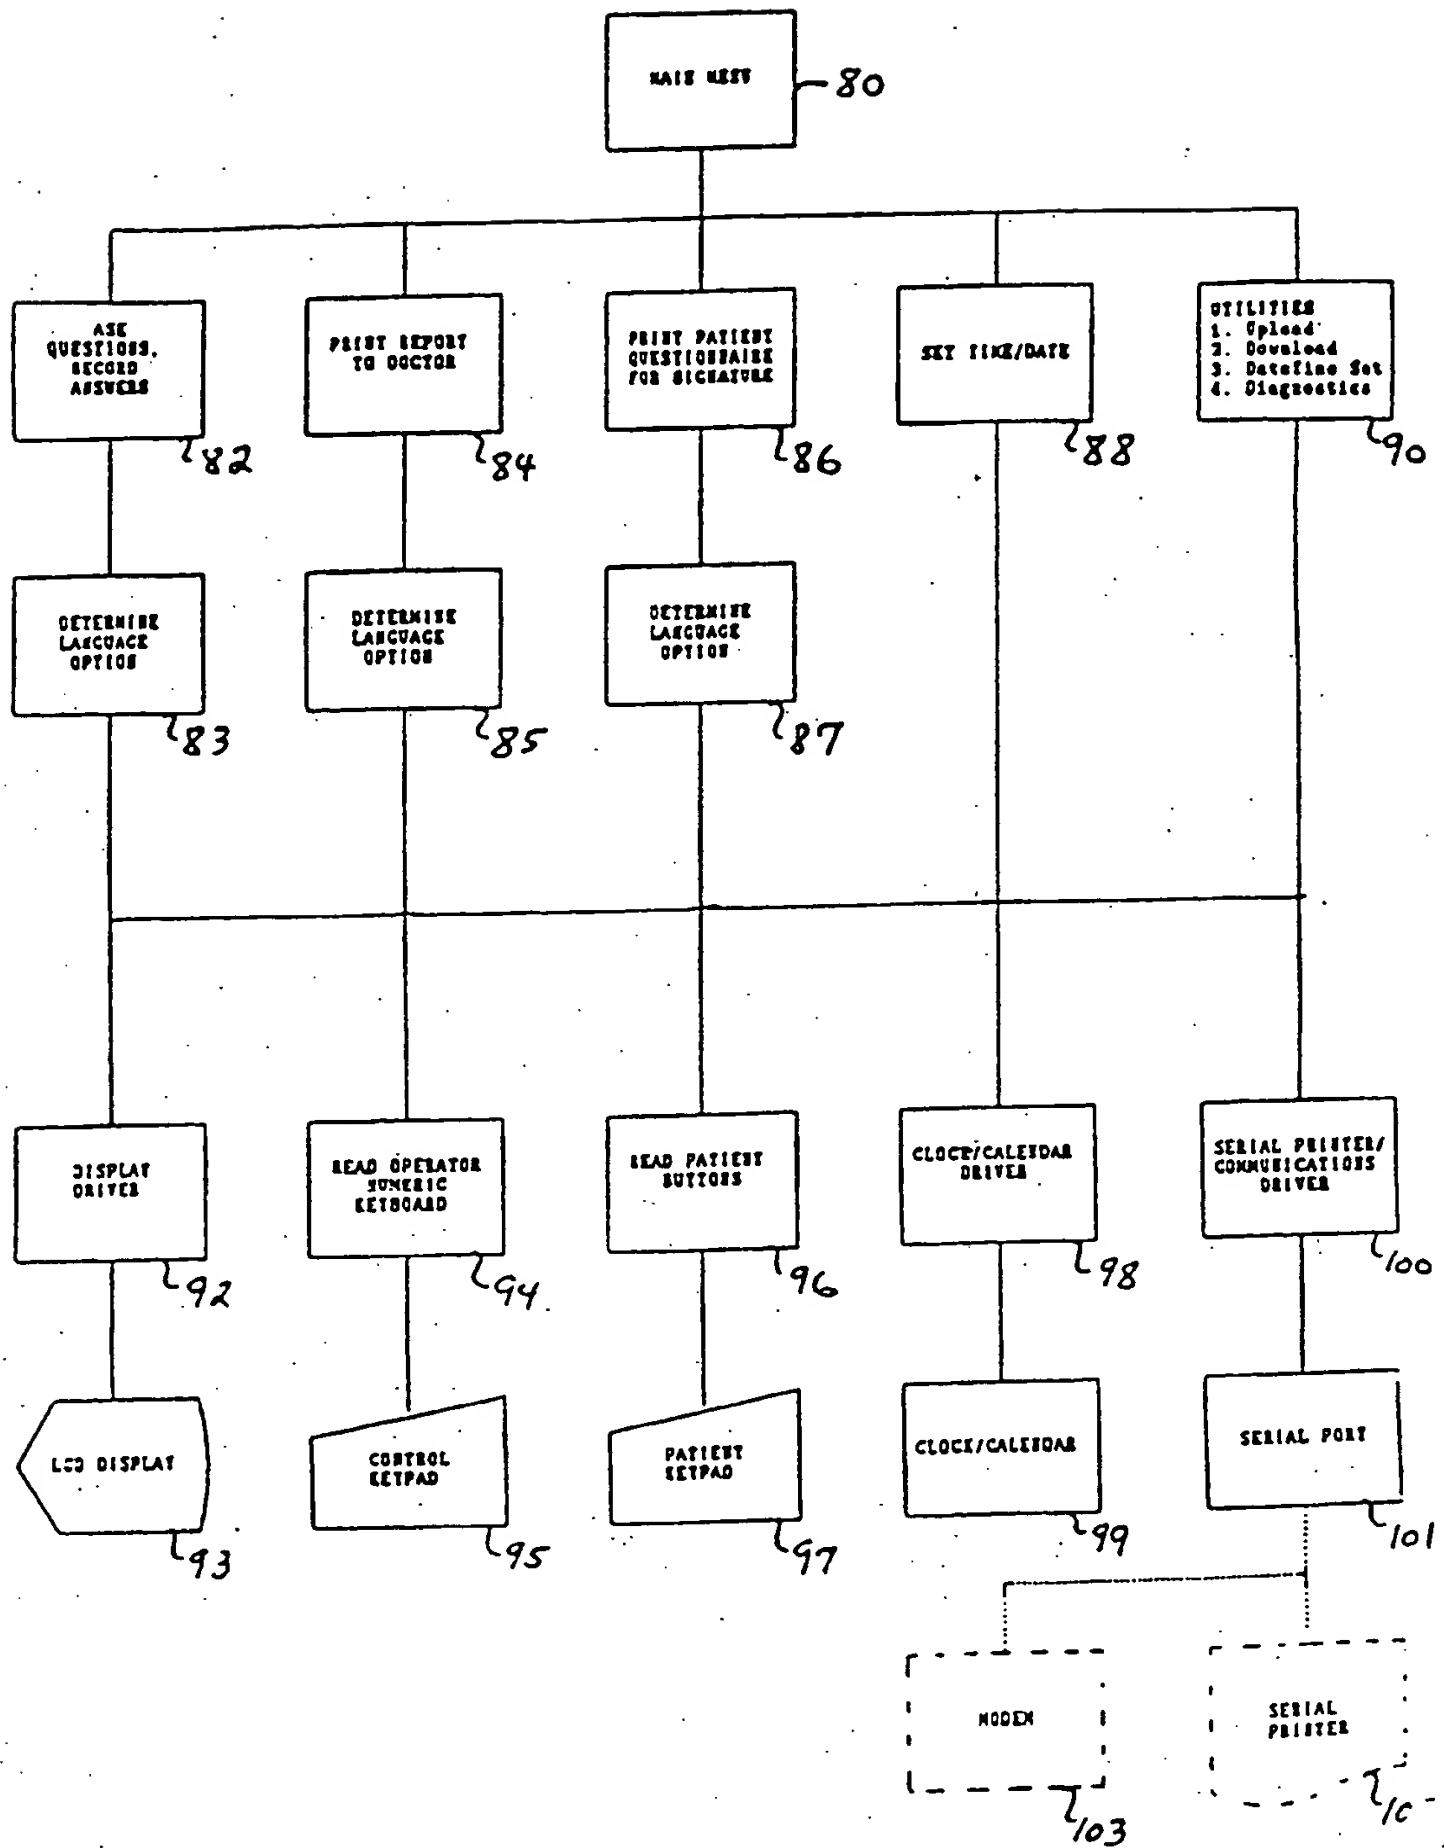 MAIN MENU
80
ASK
QUESTIONS,
RECORD
ANSWERS
82
PRINT REPORT
TO DOCTOR
84
PRINT PATIENT
QUESTIONNAIRE
FOR SIGNATURE
86
SET TIME/DATE
88
UTILITIES
1. Upload
2. Download
3. Datefine Set
4. Diagnostics
90
DETERMINE
LANGUAGE
OPTION
83
DETERMINE
LANGUAGE
OPTION
85
DETERMINE
LANGUAGE
OPTION
87
DISPLAY
DRIVER
92
READ OPERATOR
NUMERIC
KEYBOARD
94
READ PATIENT
BUTTONS
96
CLOCK/CALENDAR
DRIVER
98
SERIAL PRINTER/
COMMUNICATIONS
DRIVER
100
LCD DISPLAY
93
CONTROL
KEYPAD
95
PATIENT
KEYPAD
97
CLOCK/CALENDAR
99
SERIAL PORT
101
MODEM
103
SERIAL
PRINTER